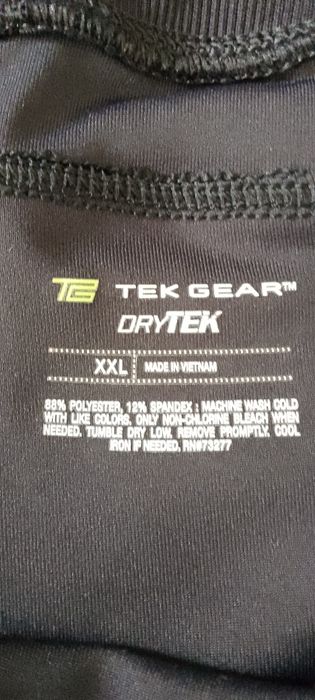 TG TEK GEAR™
DRYTEK
XXL MADE IN VIETNAM
88% POLYESTER, 12% SPANDEX : MACHINE WASH COLD
WITH LIKE COLORS. ONLY NON-CHLORINE BLEACH WHEN
NEEDED. TUMBLE DRY LOW. REMOVE PROMPTLY. COOL
IRON IF NEEDED. RN#73277